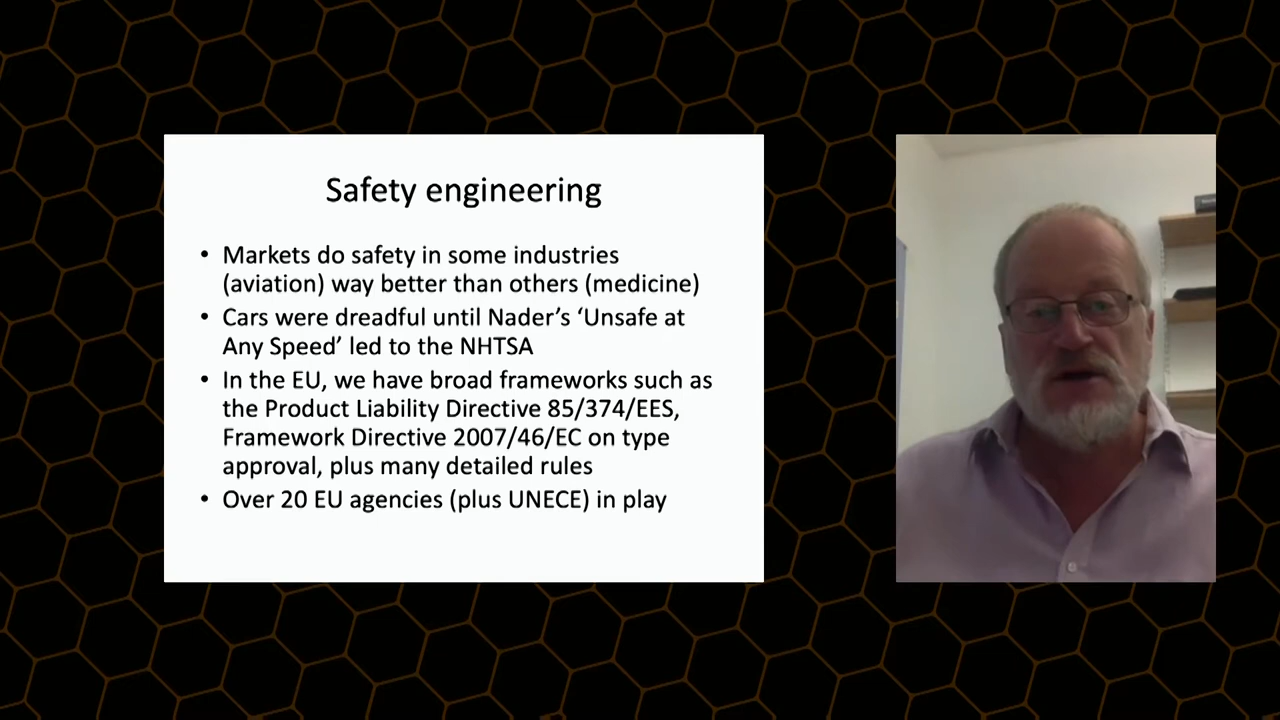 Safety engineering
• Markets do safety in some industries
(aviation) way better than others (medicine)
• Cars were dreadful until Nader’s ‘Unsafe at
Any Speed’ led to the NHTSA
• In the EU, we have broad frameworks such as
the Product Liability Directive 85/374/EES,
Framework Directive 2007/46/EC on type
approval, plus many detailed rules
• Over 20 EU agencies (plus UNECE) in play